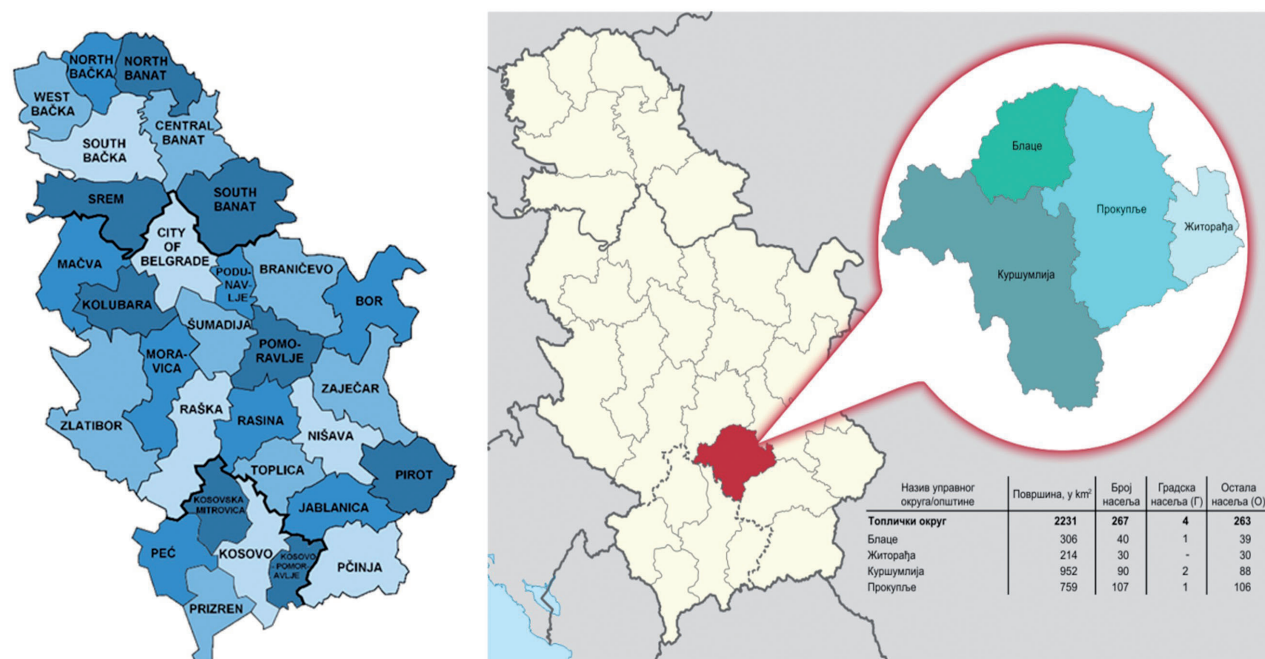 NORTH
BAČKA
NORTH
BANAT
WEST
BAČKA
CENTRAL
BANAT
SOUTH
BAČKA
SREM
SOUTH
BANAT
CITY
OF
BELGRADE
MAČVA
PODU-
NAV-
LJE
BRANIČEVO
KOLUBARA
BOR
ŠUMADIJA
MORA-
VICA
POMO-
RAVLJE
ZAJEČAR
ZLATIBOR
RAŠKA
RASINA
NIŠAVA
TOPLICA
PIROT
KOSOVSKA
MITROVICA
JABLANICA
PEĆ
KOSOVO
KOSOVO
-POMOR-
AVLJE
PČINJA
PRIZREN
Блаце
Прокупље
Житорађа
Куршумлија
Назив управног округа/општине Површина, у km² Број насеља Градска насеља (Г) Остала насеља (О)
Топлички округ 2231 267 4 263
Блаце 306 40 1 39
Житорађа 214 30 - 30
Куршумлија 952 90 2 88
Прокупље 759 107 1 106